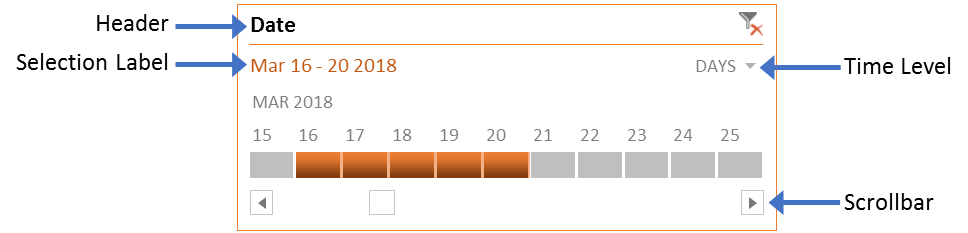 Header
Date
Selection Label
Mar 16 - 20 2018
DAYS
Time Level
MAR 2018
15 16 17 18 19 20 21 22 23 24 25
Scrollbar